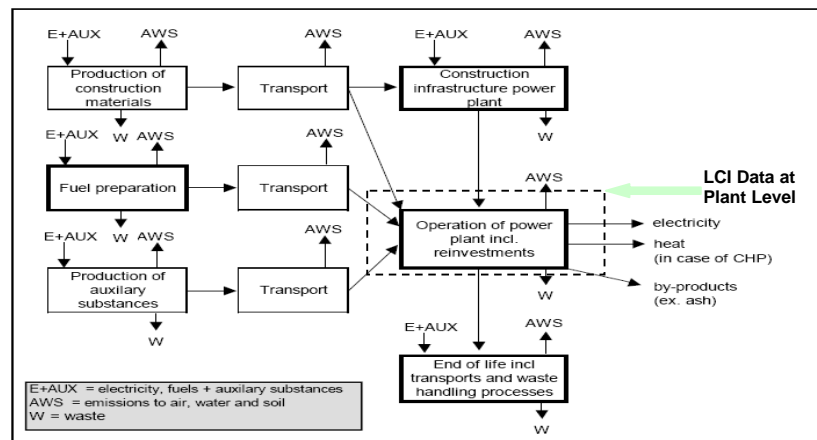 E+AUX
AWS
AWS
E+AUX
AWS
Production of
construction
materials
Transport
Construction
infrastructure power
plant
W
W
E+AUX
AWS
AWS
Fuel preparation
Transport
W
AWS
LCI Data at
Plant Level
Operation of power
plant incl.
reinvestments
electricity
heat
(in case of CHP)
by-products
(ex. ash)
W
E+AUX
AWS
AWS
Production of
auxilary substances
Transport
W
E+AUX
AWS
End of life incl
transports and waste
handling processes
W
E+AUX = electricity, fuels + auxilary substances
AWS = emissions to air, water and soil
W = waste